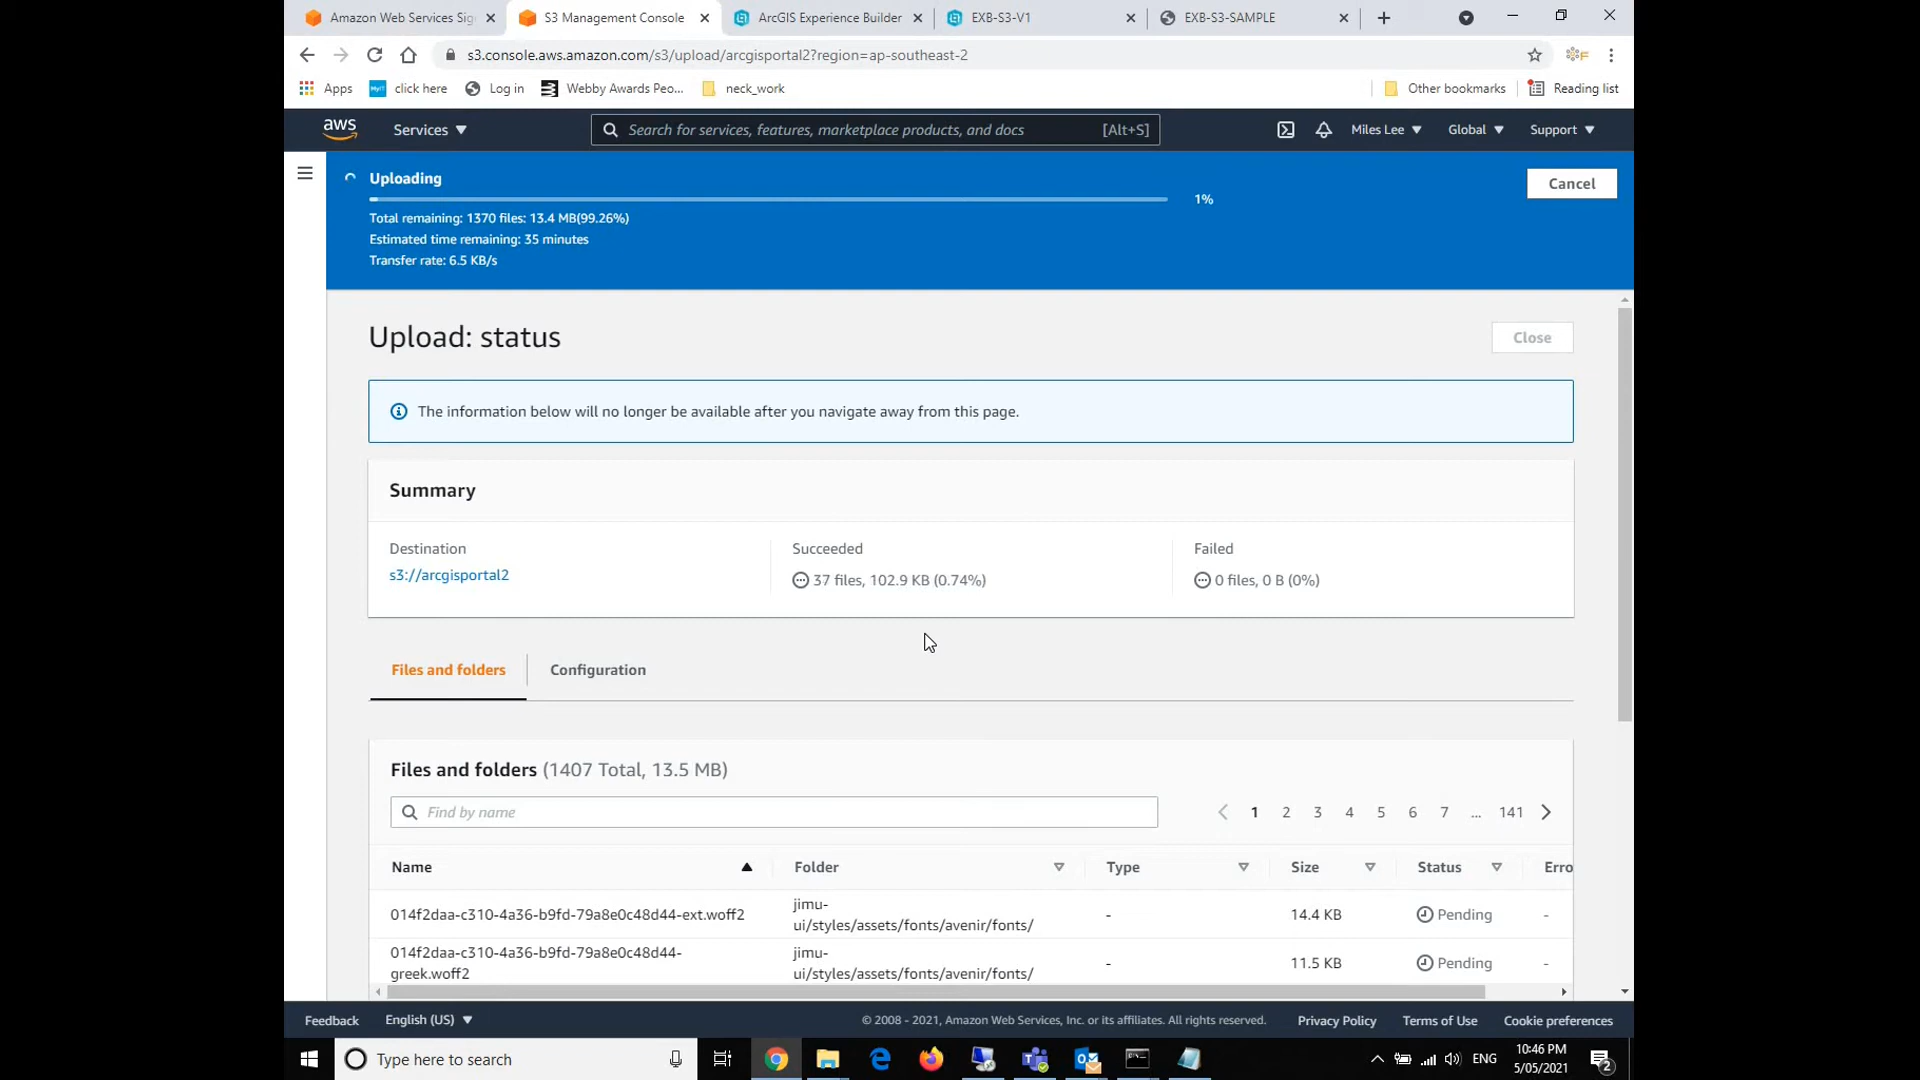 Amazon Web Services Sig
S3 Management Console
ArcGIS Experience Builder
EXB-S3-V1
EXB-S3-SAMPLE
s3.console.aws.amazon.com/s3/upload/arcgisportal2?region=ap-southeast-2
Apps
MyIT
click here
Log in
Webby Awards Peo...
neck_work
Other bookmarks
Reading list
aws
Services
Search for services, features, marketplace products, and docs
[Alt+S]
Miles Lee
Global
Support
Uploading
1%
Cancel
Total remaining: 1370 files: 13.4 MB(99.26%)
Estimated time remaining: 35 minutes
Transfer rate: 6.5 KB/s
Upload: status
Close
The information below will no longer be available after you navigate away from this page.
Summary
Destination
Succeeded
Failed
s3://arcgisportal2
37 files, 102.9 KB (0.74%)
0 files, 0 B (0%)
Files and folders
Configuration
Files and folders (1407 Total, 13.5 MB)
Find by name
1 2 3 4 5 6 7 ... 141
Name
Folder
Type
Size
Status
Erro
014f2daa-c310-4a36-b9fd-79a8e0c48d44-ext.woff2
jimu-
ui/styles/assets/fonts/avenir/fonts/
-
14.4 KB
Pending
-
014f2daa-c310-4a36-b9fd-79a8e0c48d44-
greek.woff2
jimu-
ui/styles/assets/fonts/avenir/fonts/
-
11.5 KB
Pending
-
Feedback
English (US)
© 2008 - 2021, Amazon Web Services, Inc. or its affiliates. All rights reserved.
Privacy Policy
Terms of Use
Cookie preferences
Type here to search
ENG
10:46 PM
5/05/2021
2